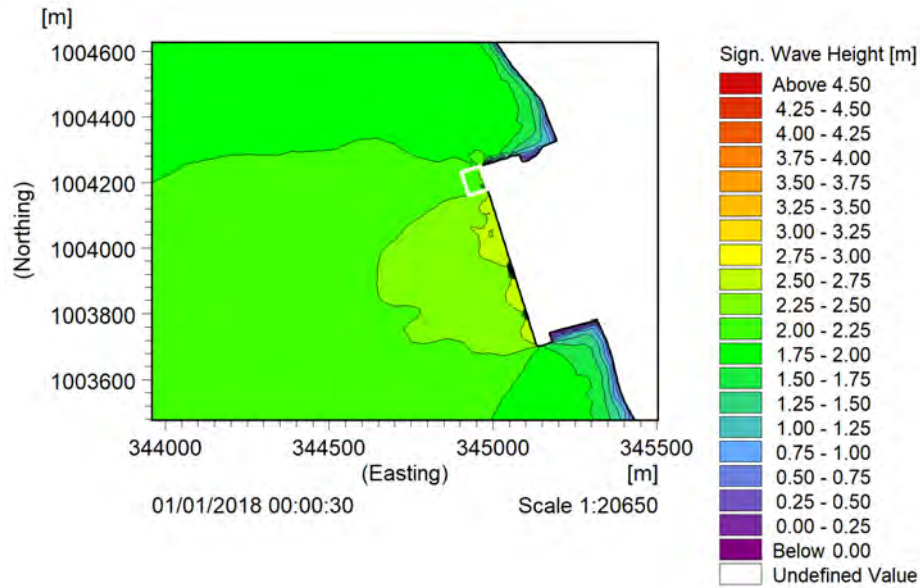 [m]
1004600
1004400
1004200
1004000
1003800
1003600
(Northing)
344000 344500 345000 345500
(Easting) [m]
01/01/2018 00:00:30 Scale 1:20650
Sign. Wave Height [m]
Above 4.50
4.25 - 4.50
4.00 - 4.25
3.75 - 4.00
3.50 - 3.75
3.25 - 3.50
3.00 - 3.25
2.75 - 3.00
2.50 - 2.75
2.25 - 2.50
2.00 - 2.25
1.75 - 2.00
1.50 - 1.75
1.25 - 1.50
1.00 - 1.25
0.75 - 1.00
0.50 - 0.75
0.25 - 0.50
0.00 - 0.25
Below 0.00
Undefined Value